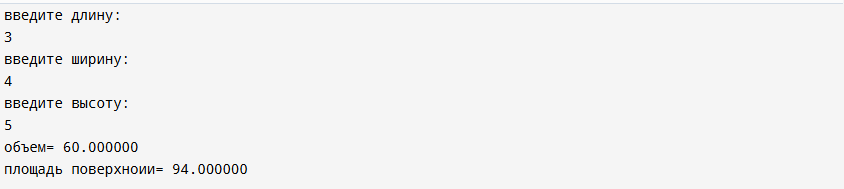 введите длину:
3
введите ширину:
4
введите высоту:
5
объем= 60.000000
площадь поверхноии= 94.000000